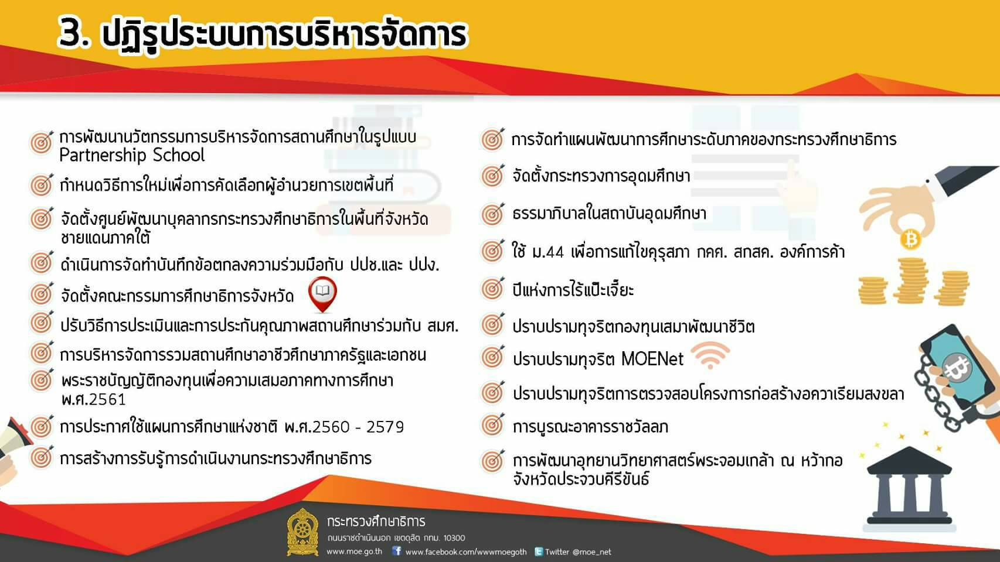 3. ปฏิรูประบบการบริหารจัดการ
การพัฒนานวัตกรรมการบริหารจัดการสถานศึกษาในรูปแบบ
Partnership School
กำหนดวิธีการใหม่เพื่อการคัดเลือกผู้อำนวยการเขตพื้นที่
จัดตั้งศูนย์พัฒนาบุคลากรกระทรวงศึกษาธิการในพื้นที่จังหวัด
ชายแดนภาคใต้
ดำเนินการจัดทำบันทึกข้อตกลงความร่วมมือกับ ปปช.และ ปปง.
จัดตั้งคณะกรรมการศึกษาธิการจังหวัด
ปรับวิธีการประเมินและการประกันคุณภาพสถานศึกษาร่วมกับ สมศ.
การบริหารจัดการรวมสถานศึกษาอาชีวศึกษาภาครัฐและเอกชน
พระราชบัญญัติกองทุนเพื่อความเสมอภาคทางการศึกษา
พ.ศ.2561
การประกาศใช้แผนการศึกษาแห่งชาติ พ.ศ.2560 - 2579
การสร้างการรับรู้การดำเนินงานกระทรวงศึกษาธิการ
การจัดทำแผนพัฒนาการศึกษาระดับภาคของกระทรวงศึกษาธิการ
จัดตั้งกระทรวงการอุดมศึกษา
ธรรมาภิบาลในสถาบันอุดมศึกษา
ใช้ ม.44 เพื่อการแก้ไขคุรุสภา กคศ. สกสค. องค์การค้า
ปีแห่งการไร้แป๊ะเจี๊ยะ
ปราบปรามทุจริตกองทุนเสมาพัฒนาชีวิต
ปราบปรามทุจริต MOENet
ปราบปรามทุจริตการตรวจสอบโครงการก่อสร้างอควาเรียมสงขลา
การบูรณะอาคารราชวัลลภ
การพัฒนาอุทยานวิทยาศาสตร์พระจอมเกล้า ณ หว้ากอ
จังหวัดประจวบคีรีขันธ์
กระทรวงศึกษาธิการ
ถนนราชดำเนินนอก เขตดุสิต กทม. 10300
www.moe.go.th f www.facebook.com/wwwmoegoth Twitter @moe_net